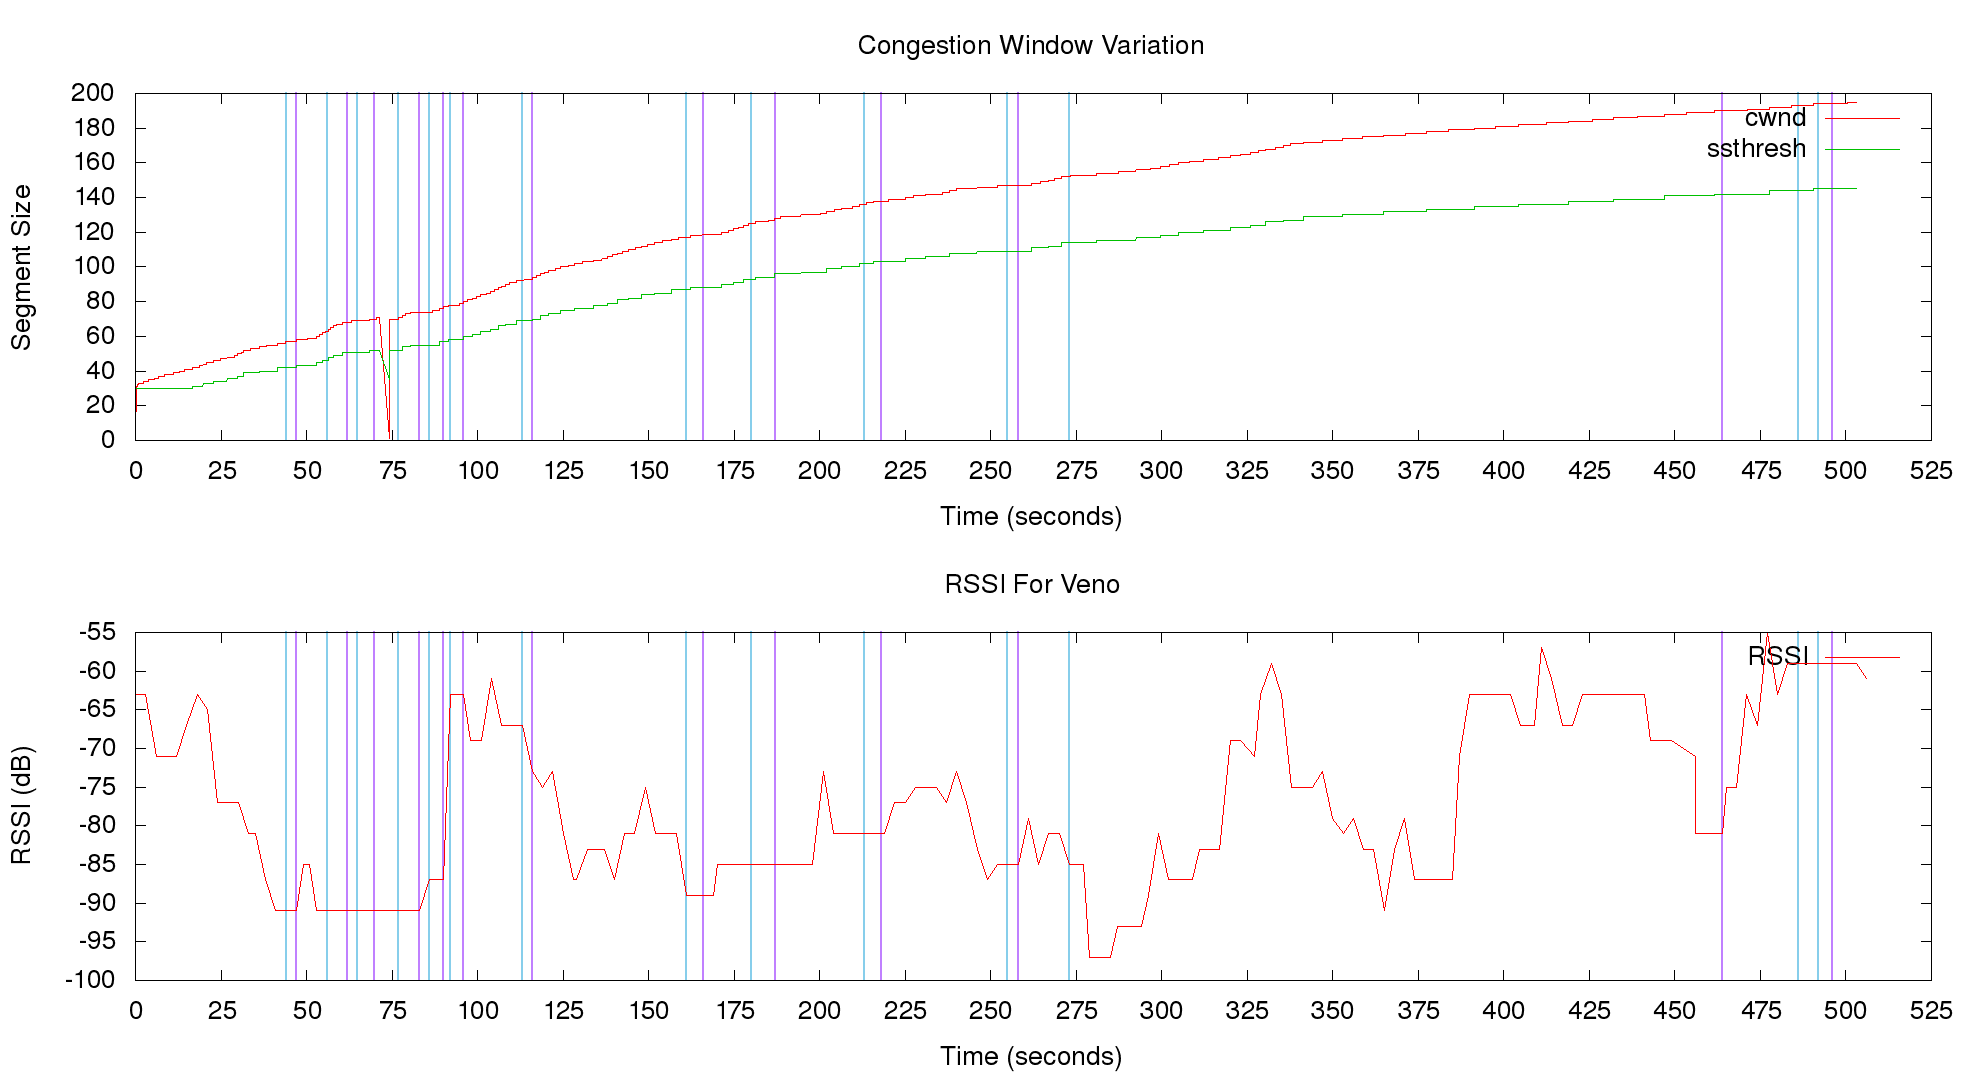 Congestion Window Variation
200
180
160
140
120
100
80
60
40
20
0
Segment Size
cwnd
ssthresh
0 25 50 75 100 125 150 175 200 225 250 275 300 325 350 375 400 425 450 475 500 525
Time (seconds)
RSSI For Veno
-55
-60
-65
-70
-75
-80
-85
-90
-95
-100
RSSI (dB)
RSSI
0 25 50 75 100 125 150 175 200 225 250 275 300 325 350 375 400 425 450 475 500 525
Time (seconds)